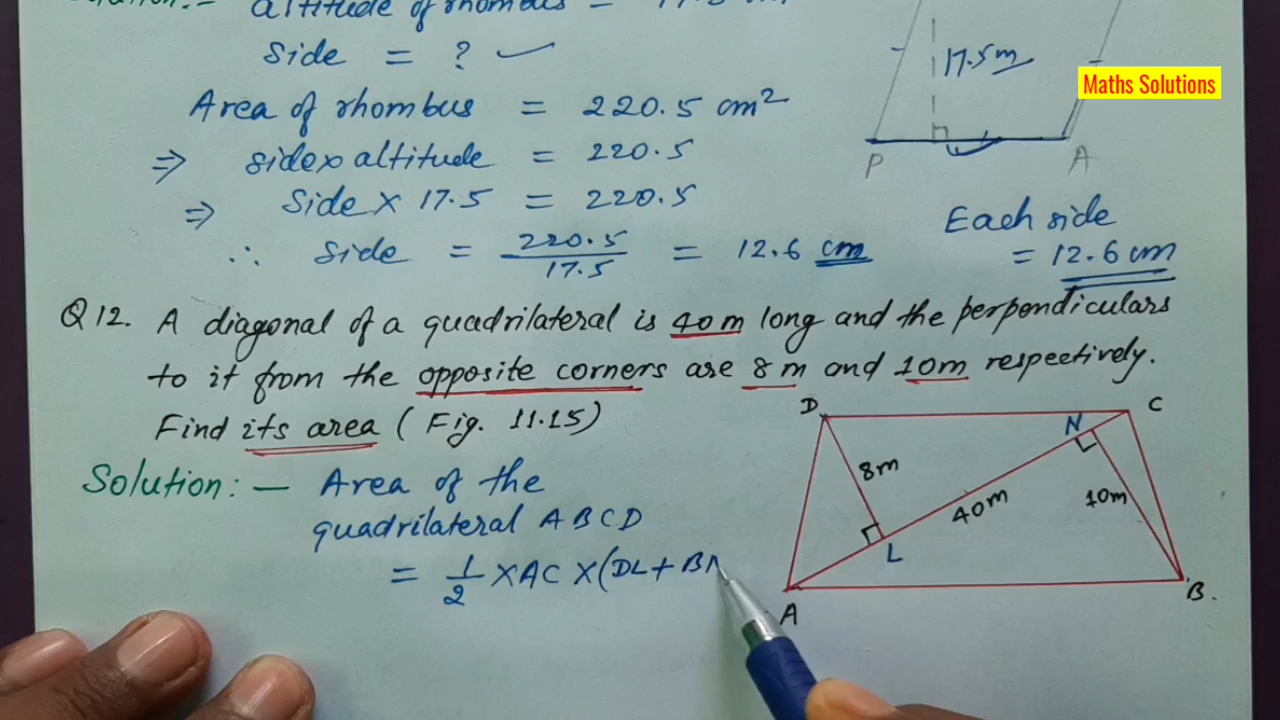 altitude of rhombus =
Side = ?
17.5m
Maths Solutions
Area of rhombus = 220.5 cm²
⇒ side × altitude = 220.5
P A
⇒ Side × 17.5 = 220.5
Each side
∴ Side = 220.5/17.5 = 12.6 cm
= 12.6 cm
Q12. A diagonal of a quadrilateral is 40m long and the perpendiculars
to it from the opposite corners are 8m and 10m respectively.
Find its area (Fig. 11.15)
D C
N
8m
40m
10m
L
A
B.
Solution:— Area of the
quadrilateral ABCD
= 1/2 × AC × (DL + BN